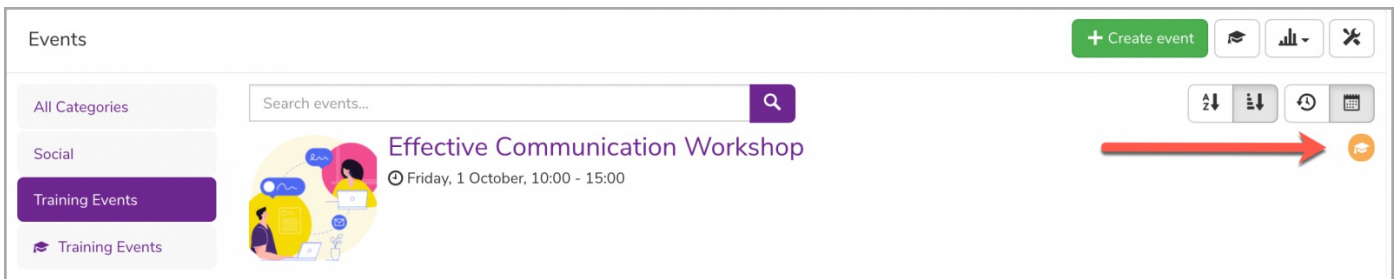 Events
Create event
All Categories
Search events...
Social
Effective Communication Workshop
Friday, 1 October, 10:00 - 15:00
Training Events
Training Events